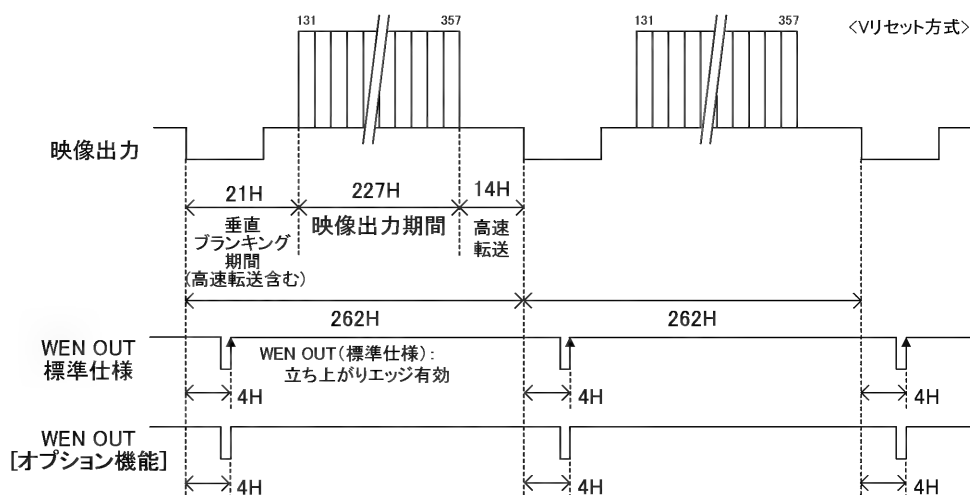 131
357
131
357
<Vリセット方式>
映像出力
21H
227H
14H
垂直
ブランキング
期間
(高速転送含む)
映像出力期間
高速
転送
262H
262H
WEN OUT
標準仕様
WEN OUT(標準仕様):
立ち上がりエッジ有効
4H
4H
4H
WEN OUT
[オプション機能]
4H
4H
4H